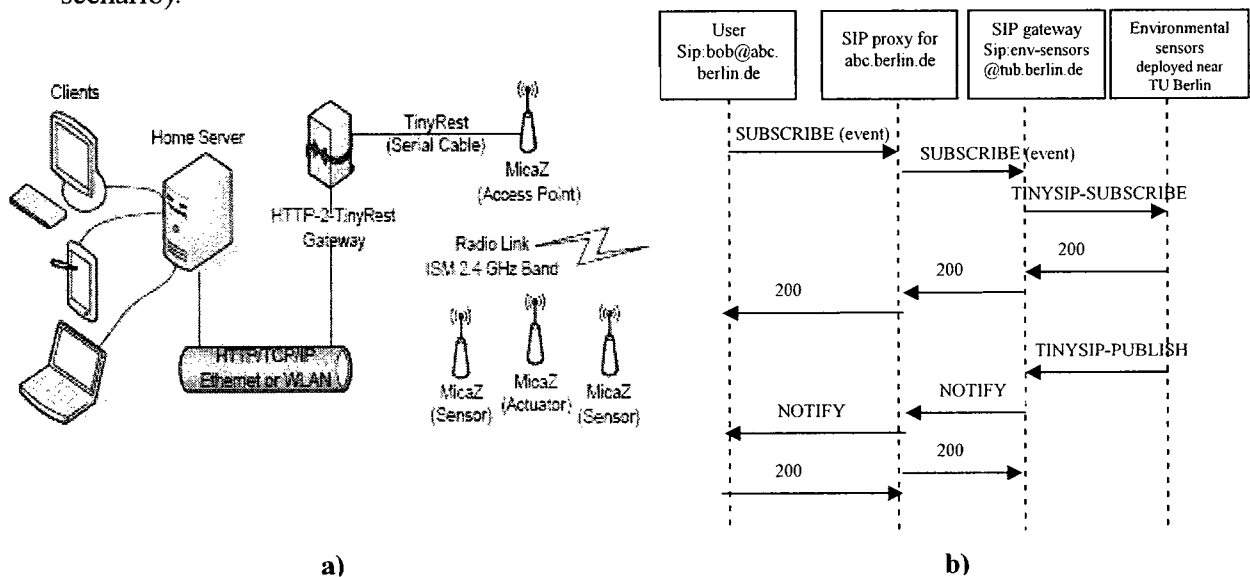 scenario).
Clients
Home Server
TinyRest
(Serial Cable)
MicaZ
(Access Point)
HTTP-2-TinyRest
Gateway
Radio Link
ISM 2.4 GHz Band
HTTP/TCP/IP
Ethernet or WLAN
MicaZ
(Sensor)
MicaZ
(Actuator)
MicaZ
(Sensor)
a)
User
Sip:bob@abc.
berlin.de
SIP proxy for
abc.berlin.de
SIP gateway
Sip:env-sensors
@tub.berlin.de
Environmental
sensors
deployed near
TU Berlin
SUBSCRIBE (event)
SUBSCRIBE (event)
TINYSIP-SUBSCRIBE
200
200
200
TINYSIP-PUBLISH
NOTIFY
NOTIFY
200
200
b)